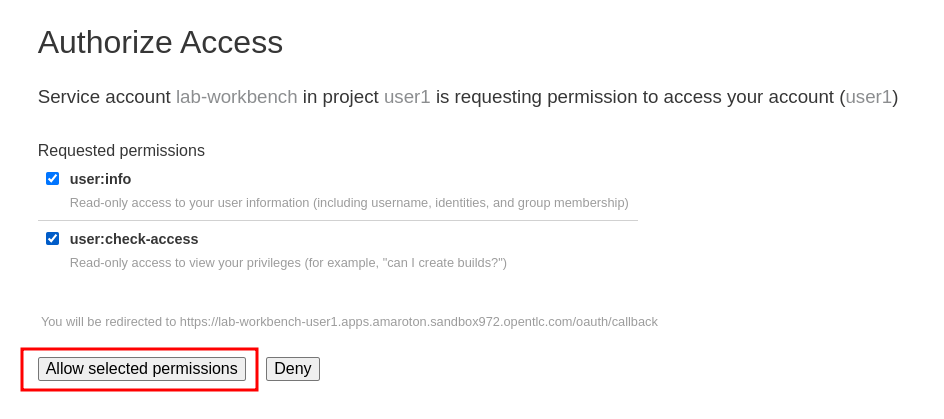 Authorize Access
Service account lab-workbench in project user1 is requesting permission to access your account (user1)
Requested permissions
user:info
Read-only access to your user information (including username, identities, and group membership)
user:check-access
Read-only access to view your privileges (for example, "can I create builds?")
You will be redirected to https://lab-workbench-user1.apps.amaroton.sandbox972.opentlc.com/oauth/callback
Allow selected permissions Deny